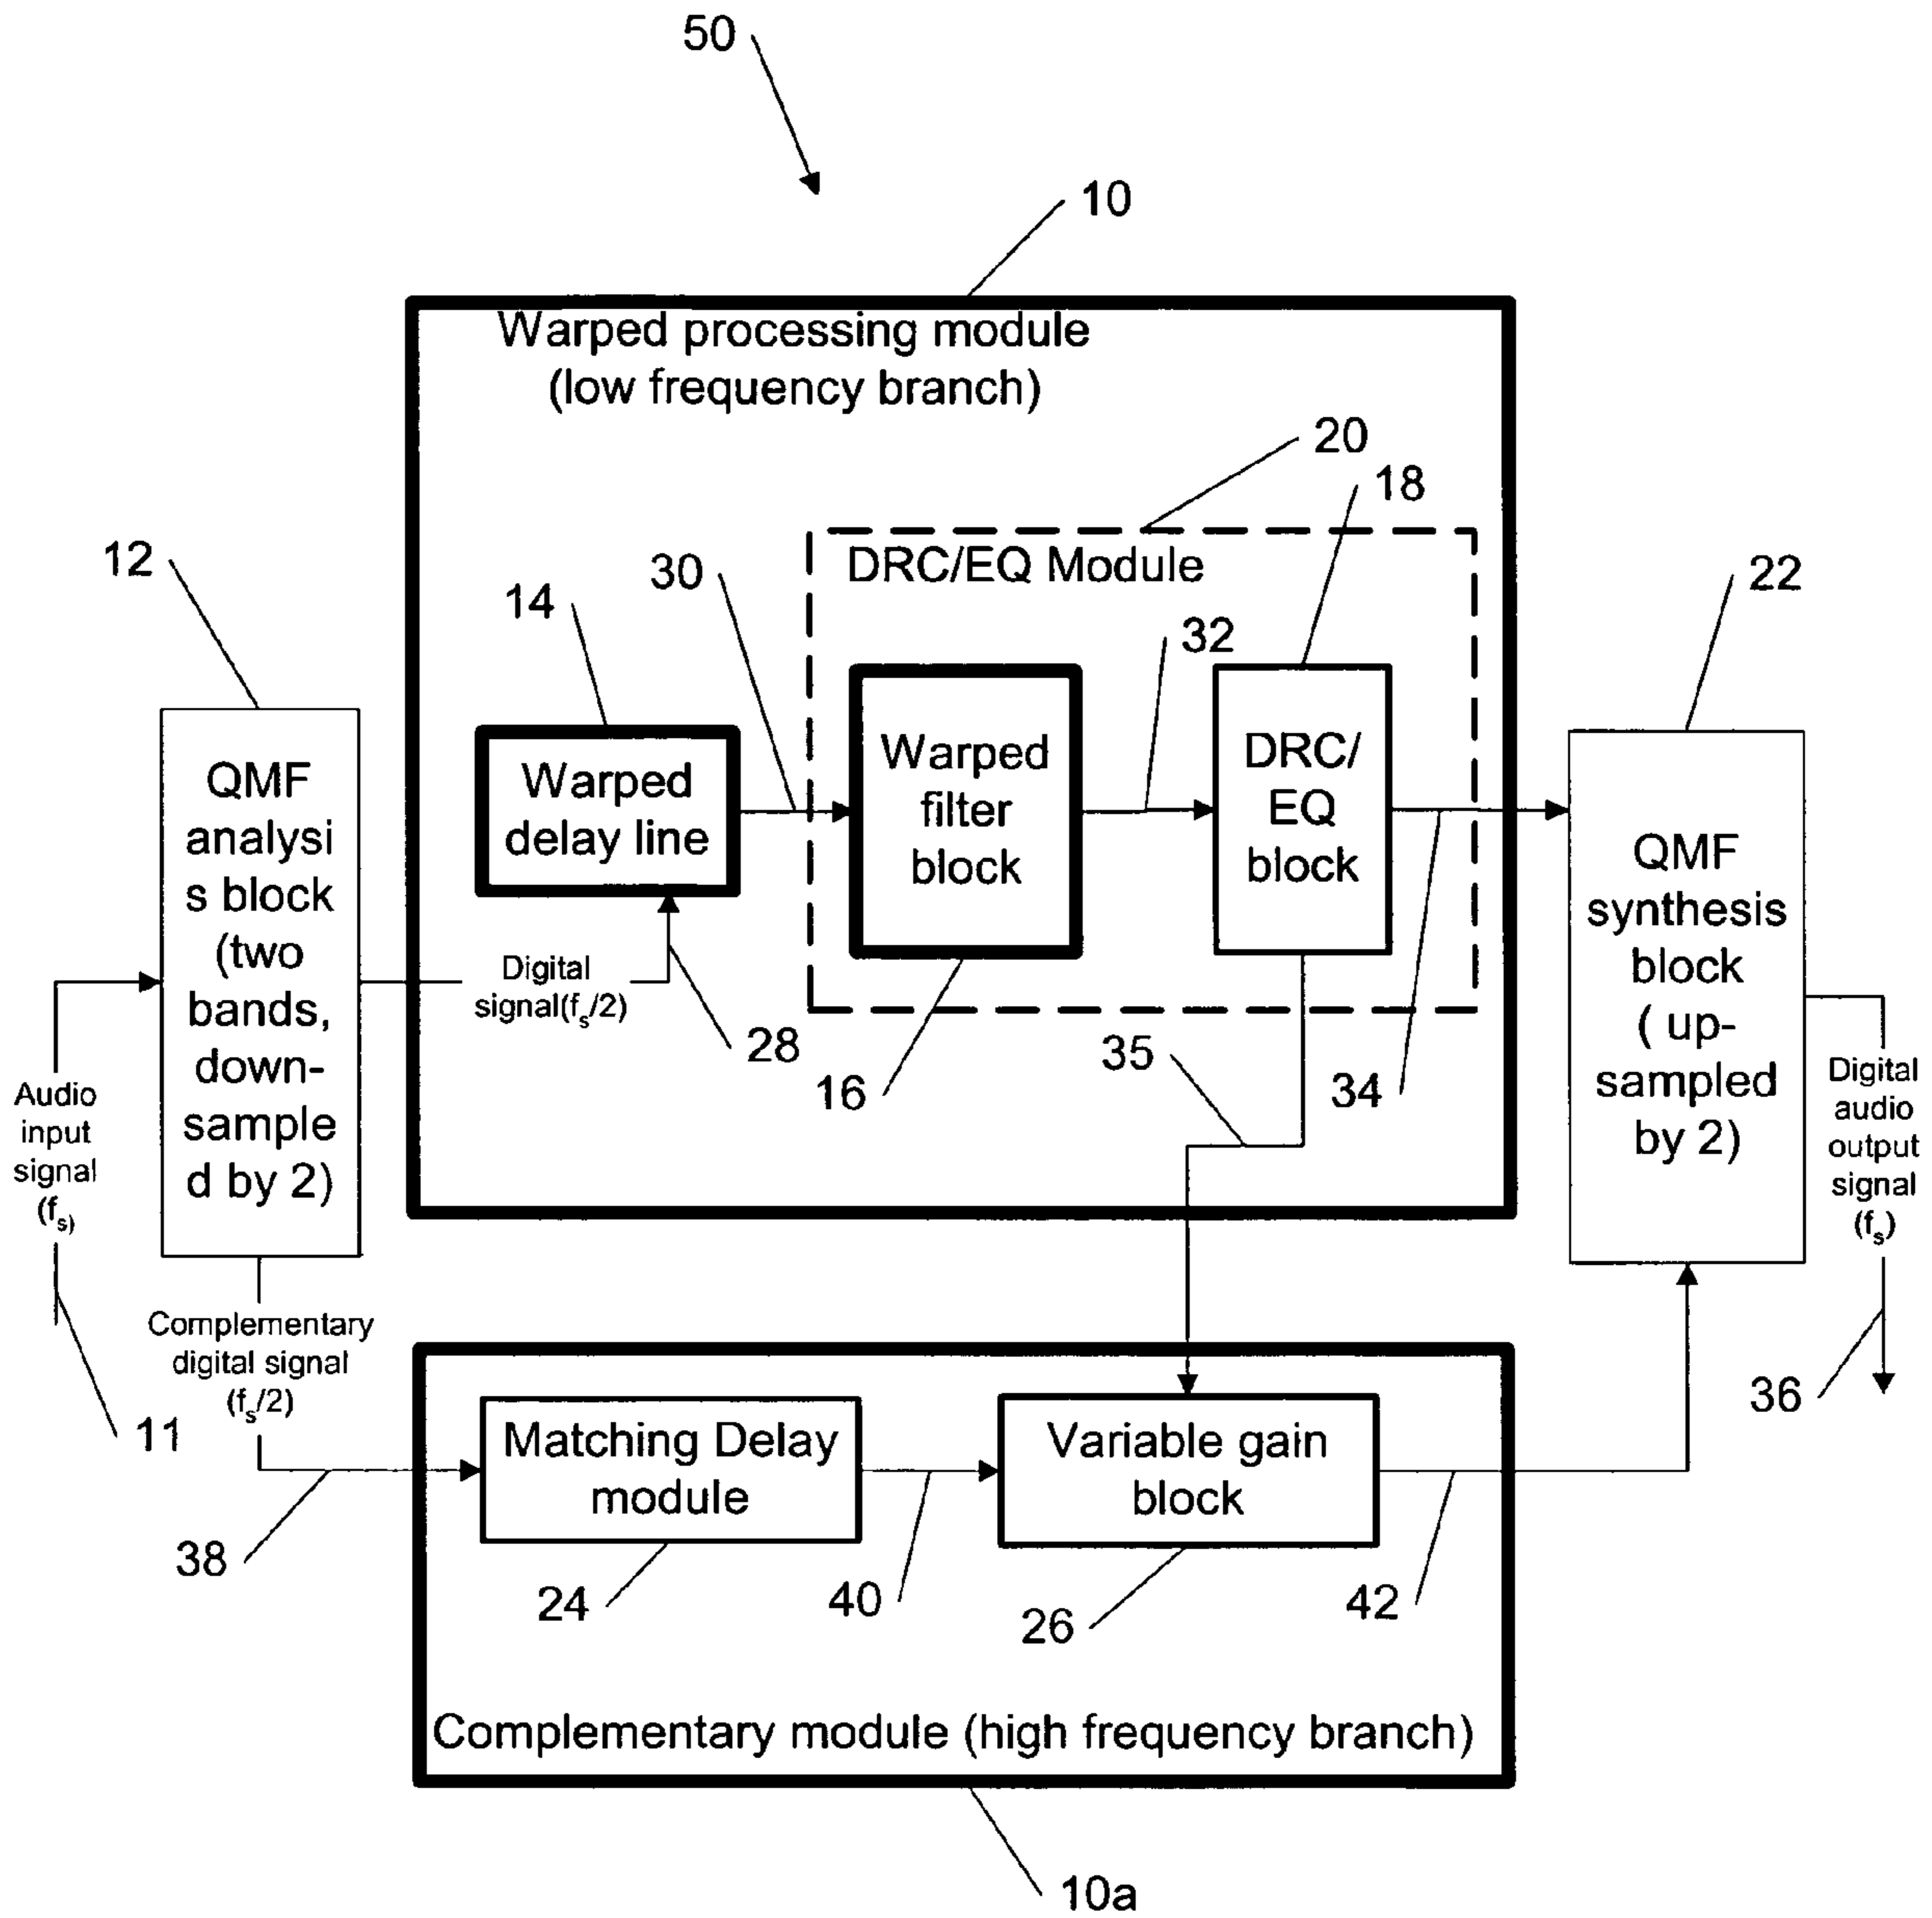 50
10
Warped processing module
(low frequency branch)
20
18
12
DRC/EQ Module
22
30
14
32
Warped
delay line
Warped
filter
block
DRC/
EQ
block
QMF
analysi
s block
(two
bands,
down-
sample
d by 2)
QMF
synthesis
block
( up-
sampled
by 2)
Digital
signal(fs/2)
28
16
35
34
Audio
input
signal
(fs)
Digital
audio
output
signal
(fs)
Complementary
digital signal
(fs/2)
11
36
Matching Delay
module
Variable gain
block
38
24
40
26
42
Complementary module (high frequency branch)
10a